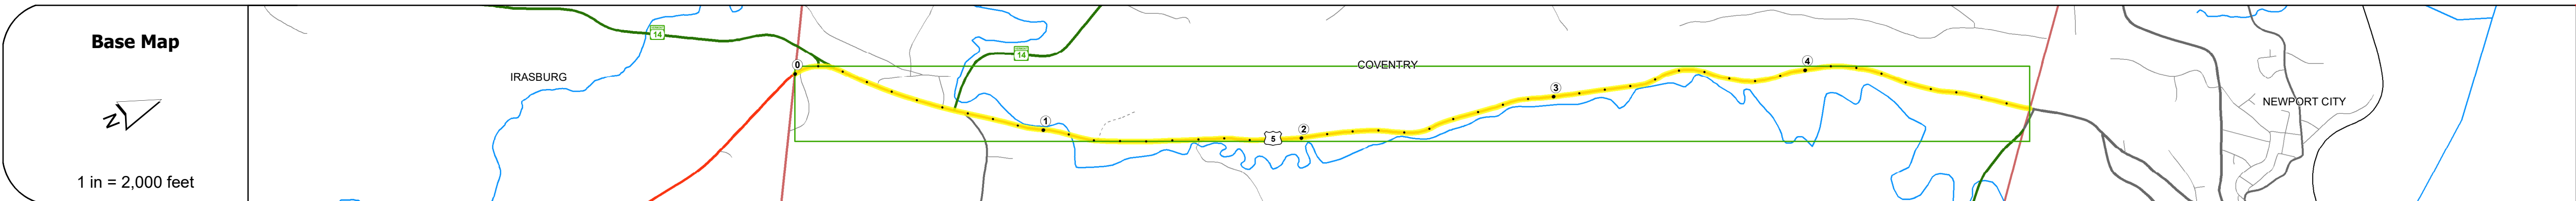 Base Map
N
1 in = 2,000 feet
IRASBURG
14
0
14
1
COVENTRY
5
2
3
4
NEWPORT CITY